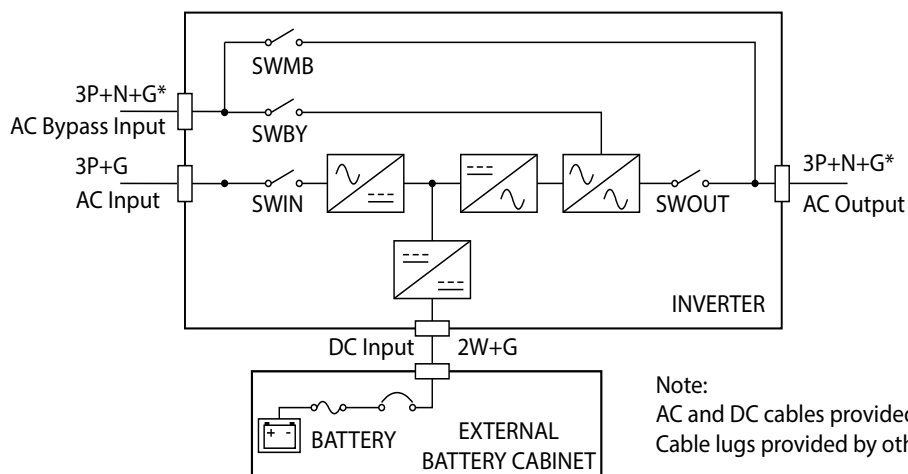 SWMB
3P+N+G*
AC Bypass Input
SWBY
3P+G
AC Input
SWIN
SWOUT
3P+N+G*
AC Output
INVERTER
DC Input
2W+G
BATTERY
EXTERNAL
BATTERY CABINET
Note:
AC and DC cables provided
Cable lugs provided by